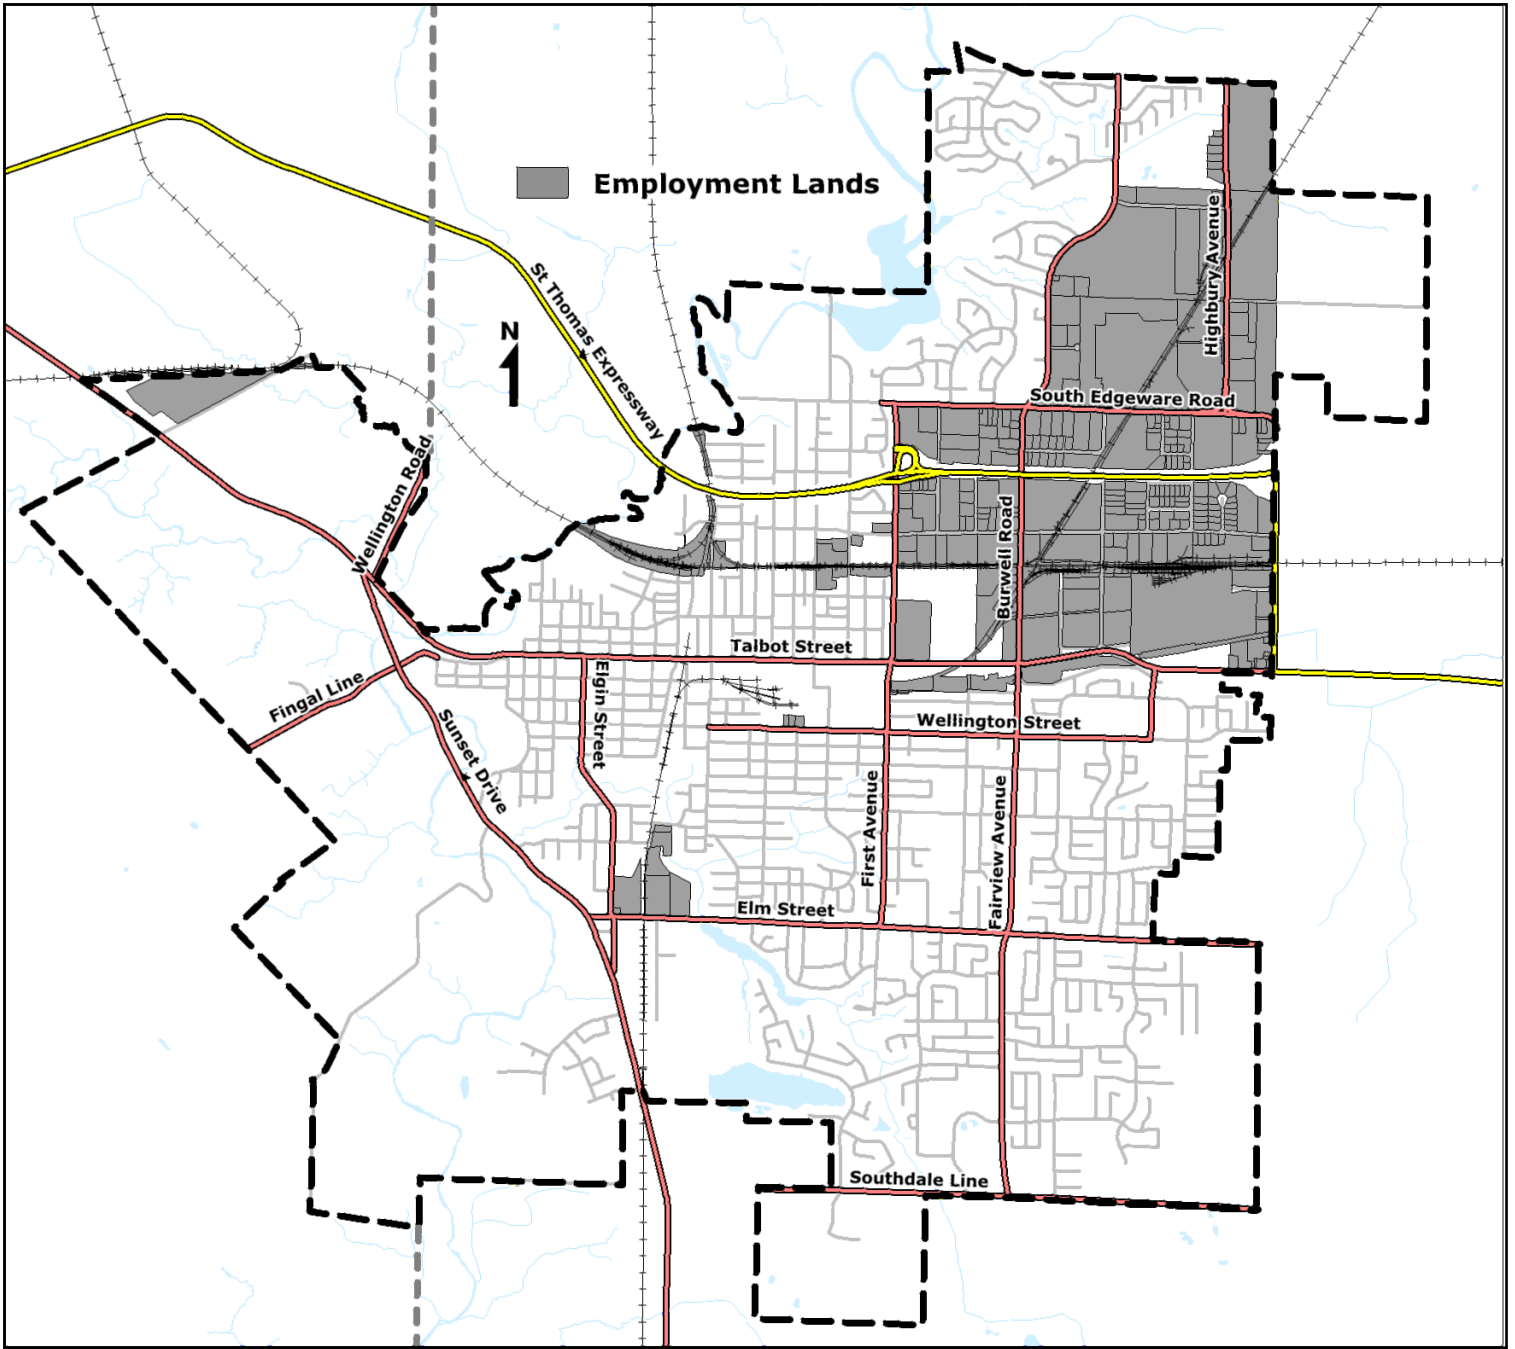 Employment Lands
Highbury Avenue
St Thomas Expressway
N
South Edgeware Road
Wellington Road
Burwell Road
Talbot Street
Elgin Street
Fingal Line
Sunset Drive
Wellington Street
First Avenue
Fairview Avenue
Elm Street
Southdale Line